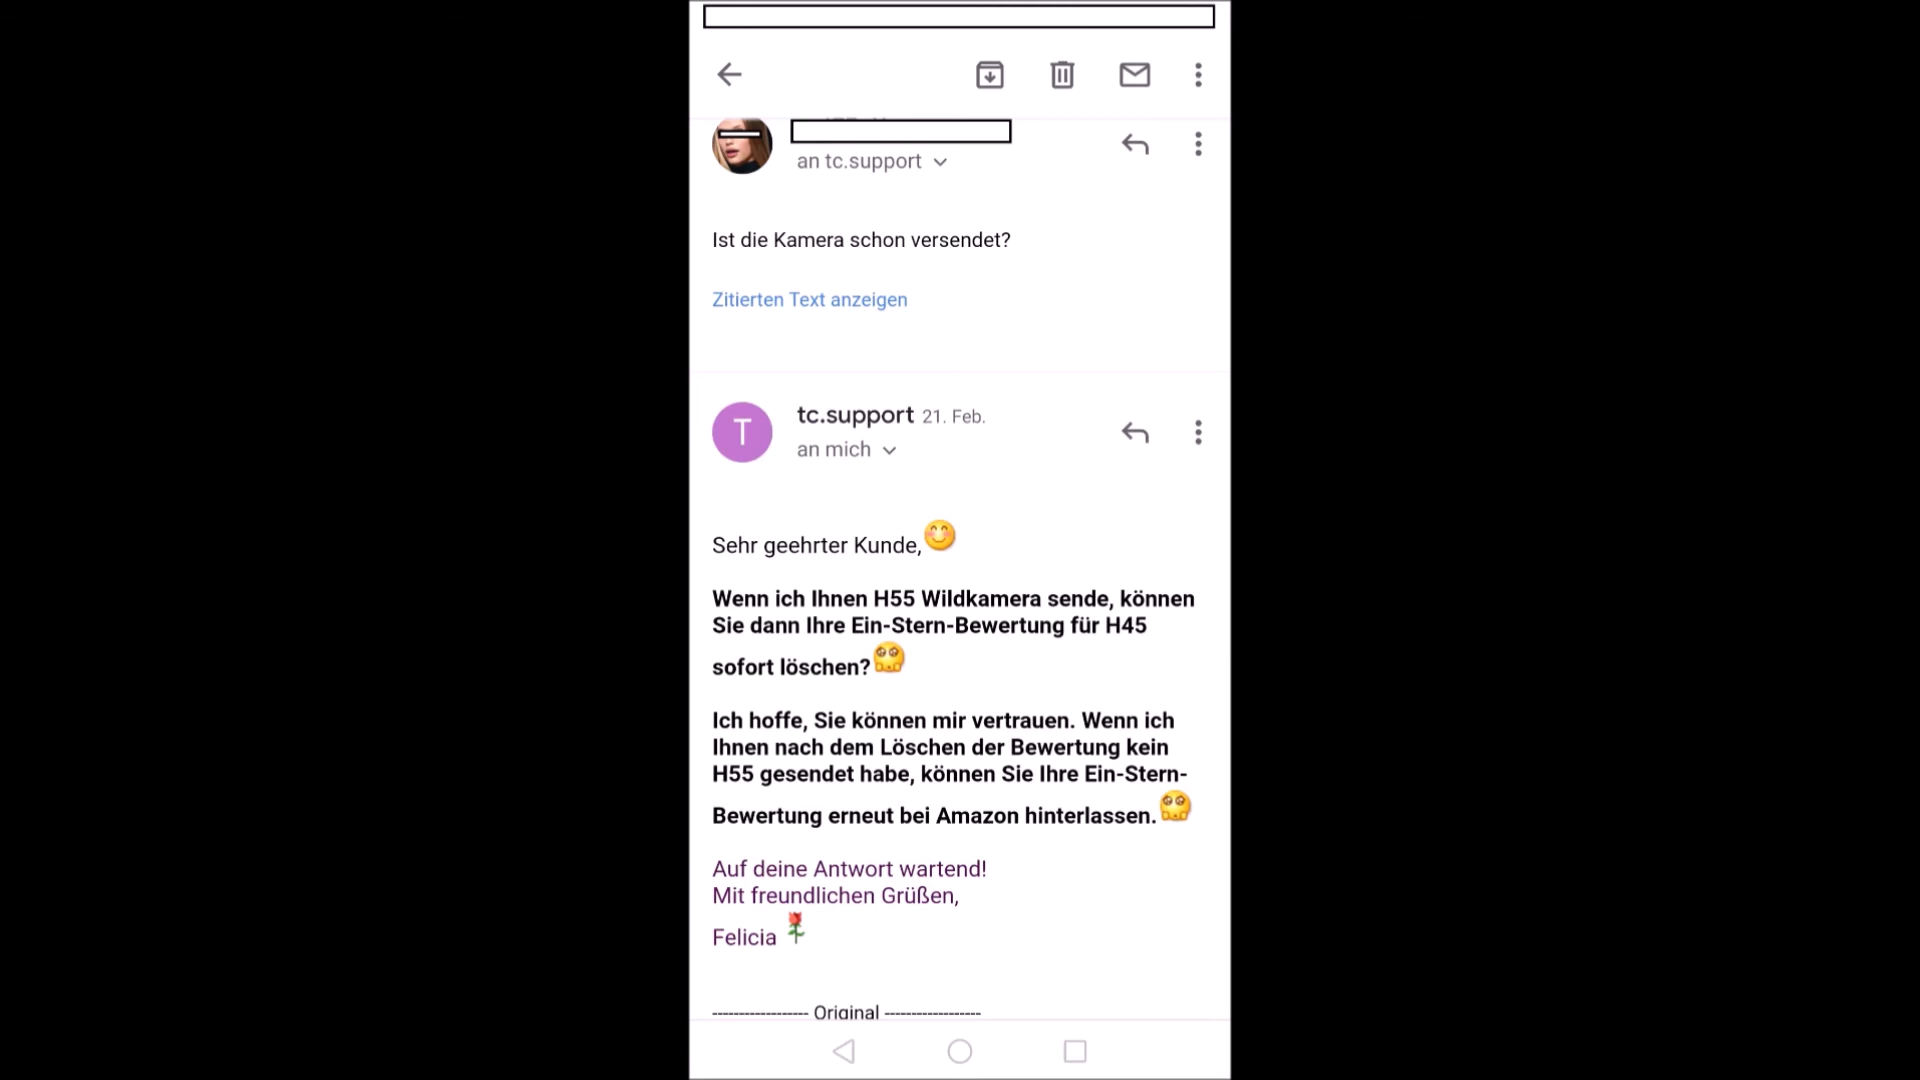 an tc.support
Ist die Kamera schon versendet?
Zitierten Text anzeigen
T
tc.support 21. Feb.
an mich
Sehr geehrter Kunde,
Wenn ich Ihnen H55 Wildkamera sende, können
Sie dann Ihre Ein-Stern-Bewertung für H45
sofort löschen?
Ich hoffe, Sie können mir vertrauen. Wenn ich
Ihnen nach dem Löschen der Bewertung kein
H55 gesendet habe, können Sie Ihre Ein-Stern-
Bewertung erneut bei Amazon hinterlassen.
Auf deine Antwort wartend!
Mit freundlichen Grüßen,
Felicia
------------------ Original ------------------